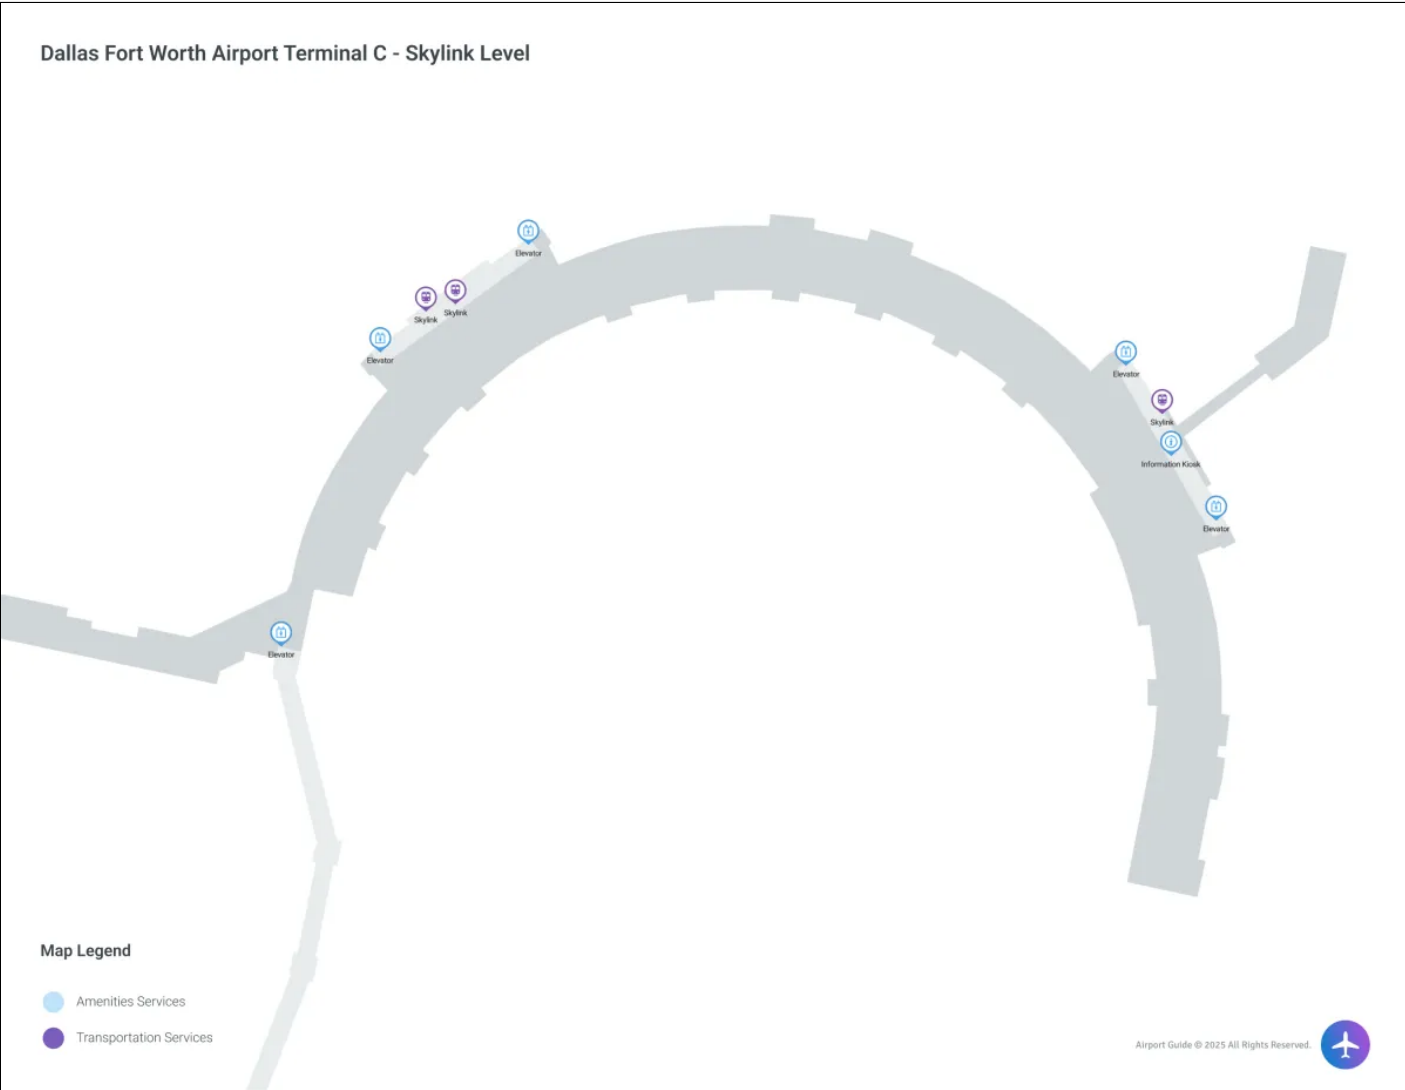 Dallas Fort Worth Airport Terminal C - Skylink Level
Elevator
Skylink
Skylink
Elevator
Elevator
Skylink
Information Kiosk
Elevator
Elevator
Map Legend
Amenities Services
Transportation Services
Airport Guide © 2025 All Rights Reserved.